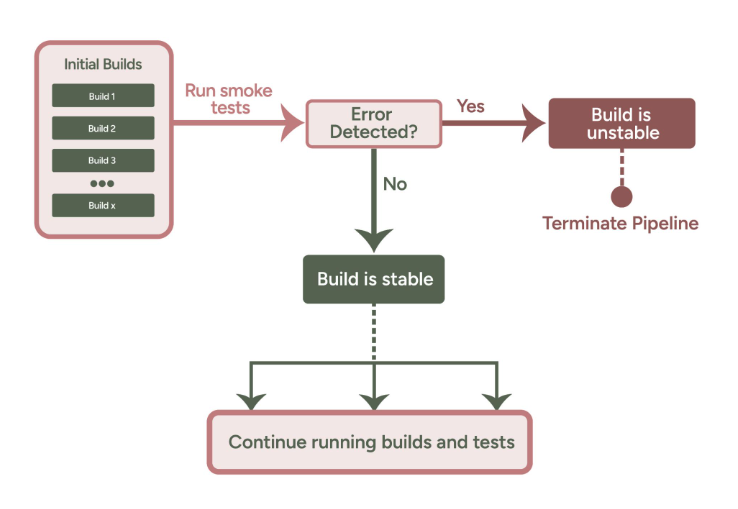 Initial Builds
Build 1
Build 2
Build 3
Build x
Run smoke
tests
Error
Detected?
Yes
Build is
unstable
Terminate Pipeline
No
Build is stable
Continue running builds and tests